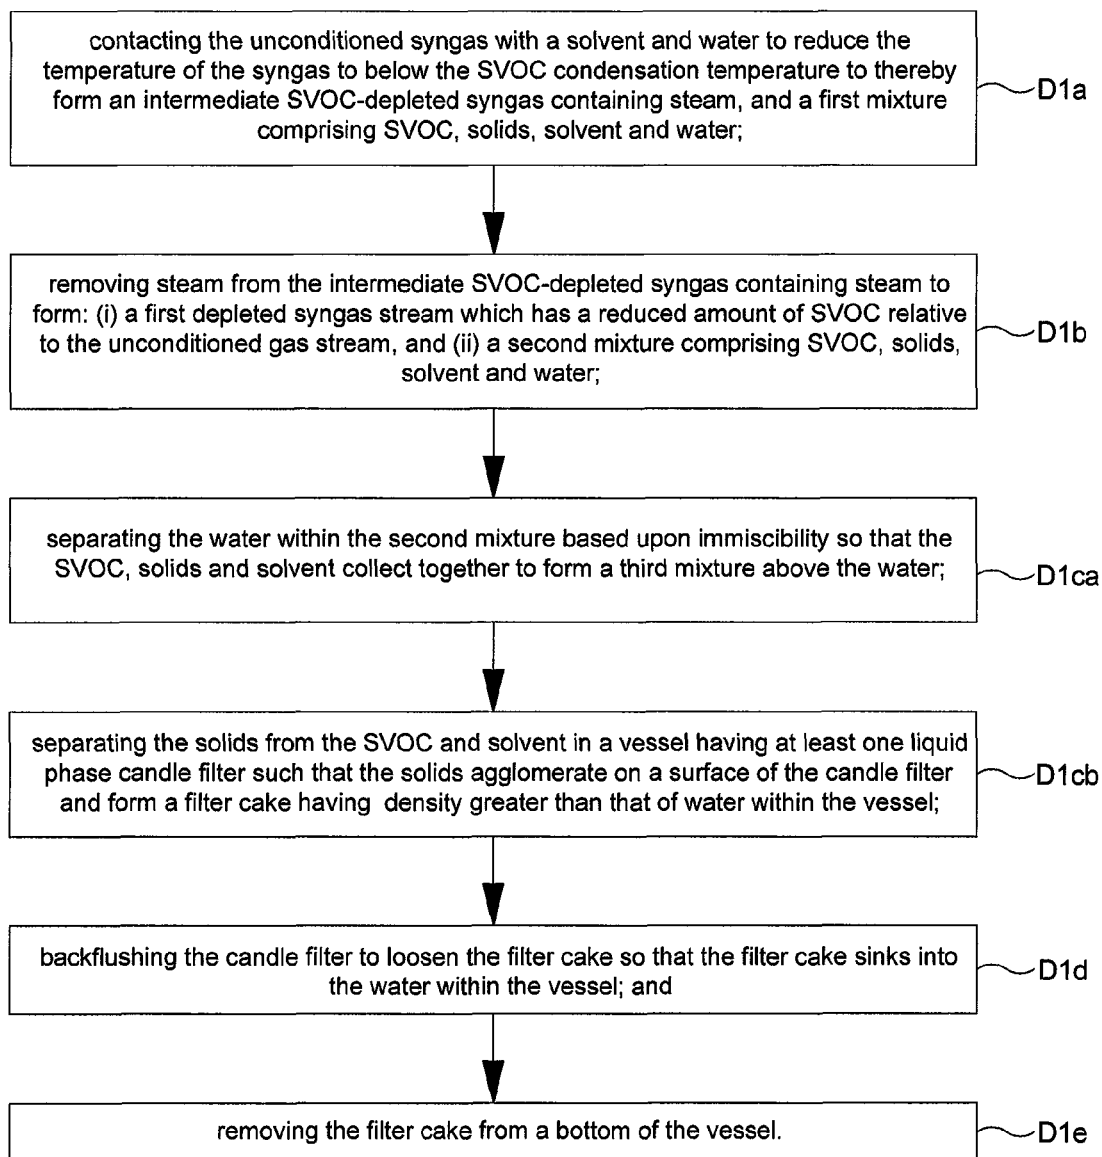 contacting the unconditioned syngas with a solvent and water to reduce the
temperature of the syngas to below the SVOC condensation temperature to thereby
form an intermediate SVOC-depleted syngas containing steam, and a first mixture
comprising SVOC, solids, solvent and water;
D1a
removing steam from the intermediate SVOC-depleted syngas containing steam to
form: (i) a first depleted syngas stream which has a reduced amount of SVOC relative
to the unconditioned gas stream, and (ii) a second mixture comprising SVOC, solids,
solvent and water;
D1b
separating the water within the second mixture based upon immiscibility so that the
SVOC, solids and solvent collect together to form a third mixture above the water;
D1ca
separating the solids from the SVOC and solvent in a vessel having at least one liquid
phase candle filter such that the solids agglomerate on a surface of the candle filter
and form a filter cake having density greater than that of water within the vessel;
D1cb
backflushing the candle filter to loosen the filter cake so that the filter cake sinks into
the water within the vessel; and
D1d
removing the filter cake from a bottom of the vessel.
D1e